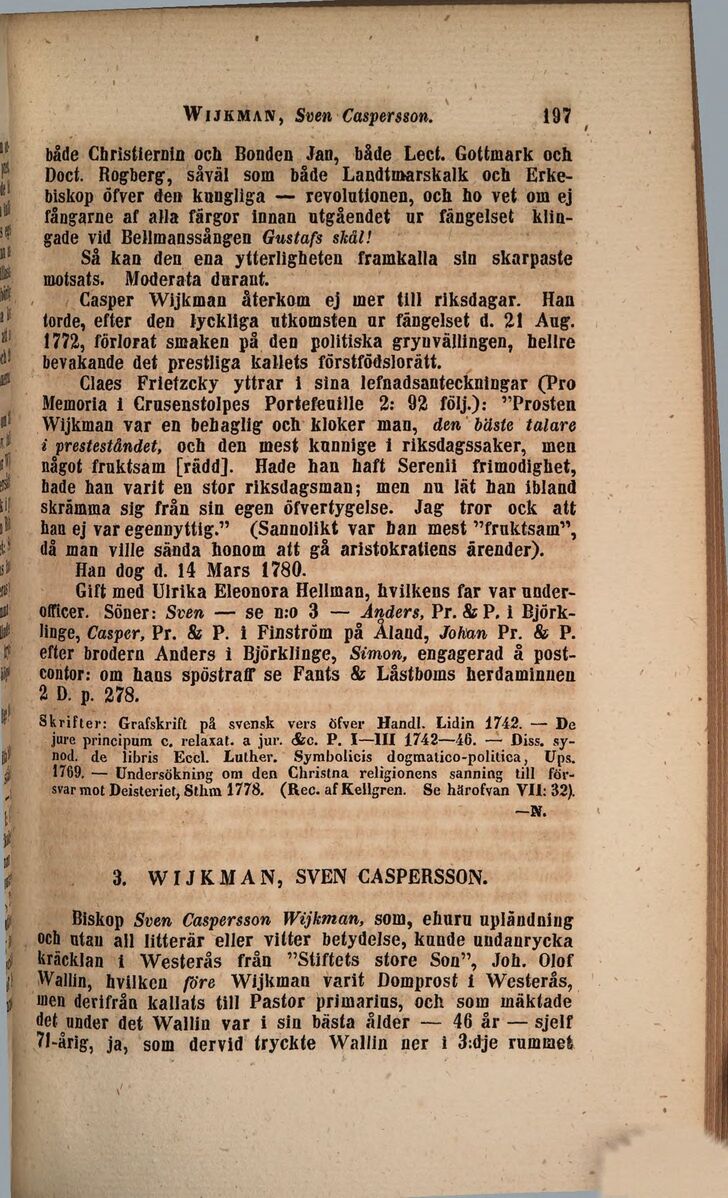 WIJKMAN, Sven Caspersson. 197
både Christiernin och Bonden Jan, både Lect. Gottmark och
Doct. Rogberg, såväl som både Landtmarskalk och Erke-
biskop öfver den kungliga — revolutionen, och ho vet om ej
fångarne af alla färgor innan utgåendet ur fängelset klin-
gade vid Bellmanssången Gustafs skål!
Så kan den ena ytterligheten framkalla sin skarpaste
motsats. Moderata durant.
Casper Wijkman återkom ej mer till riksdagar. Han
torde, efter den lyckliga utkomsten ur fängelset d. 21 Aug.
1772, förlorat smaken på den politiska grynvällingen, hellre
bevakande det prestliga kallets förstfödslorätt.
Claes Frietzcky yttrar i sina lefnadsanteckningar (Pro
Memoria i Crusenstolpes Portefeuille 2: 92 följ.): ”Prosten
Wijkman var en behaglig och kloker man, den bäste talare
i presteståndet, och den mest kunnige i riksdagssaker, men
något fruktsam [rädd]. Hade han haft Serenii frimodighet,
hade han varit en stor riksdagsman; men nu lät han ibland
skrämma sig från sin egen öfvertygelse. Jag tror ock att
han ej var egennyttig.” (Sannolikt var han mest ”fruktsam”,
då man ville sända honom att gå aristokratiens ärender).
Han dog d. 14 Mars 1780.
Gift med Ulrika Eleonora Hellman, hvilkens far var under-
officer. Söner: Sven — se n:o 3 — Anders, Pr. & P. i Björk-
linge, Casper, Pr. & P. i Finström på Åland, Johan Pr. & P.
efter brodern Anders i Björklinge, Simon, engagerad å post-
contor: om hans spöstraff se Fants & Låstboms herdaminnen
2 D. p. 278.
Skrifter: Grafskrift på svensk vers öfver Handl. Lidin 1742. — De
jure principum c. relaxat. a jur. &c. P. I—III 1742—46. — Diss. sy-
nod. de libris Eccl. Luther. Symbolicis dogmatico-politica, Ups.
1769. — Undersökning om den Christna religionens sanning till för-
svar mot Deisteriet, Sthm 1778. (Rec. af Kellgren. Se härofvan VII: 32).
—N.
3. WIJKMAN, SVEN CASPERSSON.
Biskop Sven Caspersson Wijkman, som, ehuru upländning
och utan all litterär eller vitter betydelse, kunde undanrycka
kräcklan i Westerås från ”Stiftets store Son”, Joh. Olof
Wallin, hvilken före Wijkman varit Domprost i Westerås,
men derifrån kallats till Pastor primarius, och som mäktade
det under det Wallin var i sin bästa ålder — 46 år — sjelf
71-årig, ja, som dervid tryckte Wallin ner i 3:dje rummet